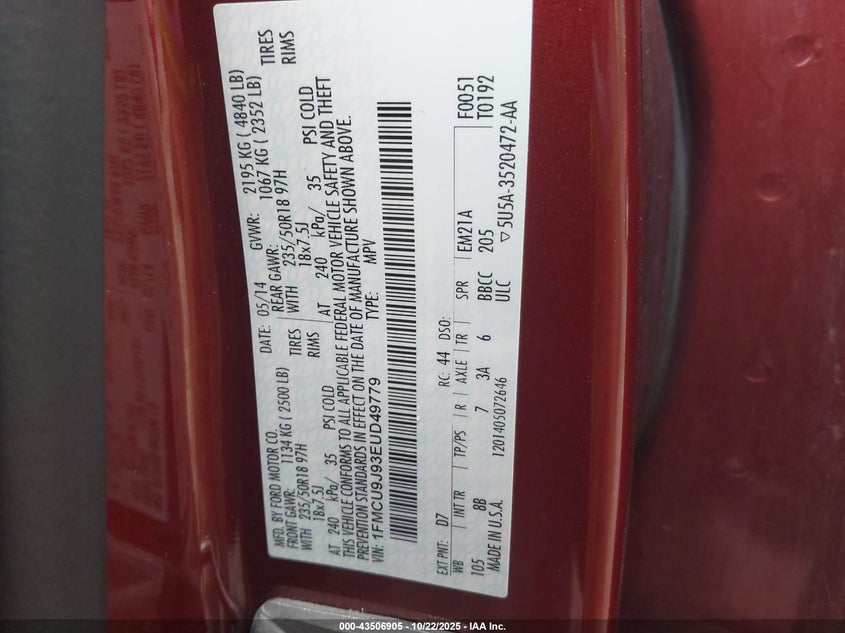 MFD. BY FORD MOTOR CO.
DATE: 05/14 GVWR: 2195 KG ( 4840 LB)
FRONT GAWR: 1134 KG ( 2500 LB) REAR GAWR: 1067 KG ( 2352 LB)
WITH 235/50R18 97H TIRES WITH 235/50R18 97H TIRES
18x7.5J RIMS 18x7.5J RIMS
AT 240 kPa/ 35 PSI COLD AT 240 kPa/ 35 PSI COLD
THIS VEHICLE CONFORMS TO ALL APPLICABLE FEDERAL MOTOR VEHICLE SAFETY AND THEFT
PREVENTION STANDARDS IN EFFECT ON THE DATE OF MANUFACTURE SHOWN ABOVE.
VIN: 1FMCU9J93EUD49779 TYPE: MPV
EXT PNT: D7 RC: 44 DSO: F0051
WB INT TR TP/PS R AXLE TR SPR EM21A T0192
105 8B 7 3A 6 BBCC 205
MADE IN U.S.A. 1201405072646 ULC ▽5U5A-3520472-AA
000-43506905 - 10/22/2025 - IAA Inc.